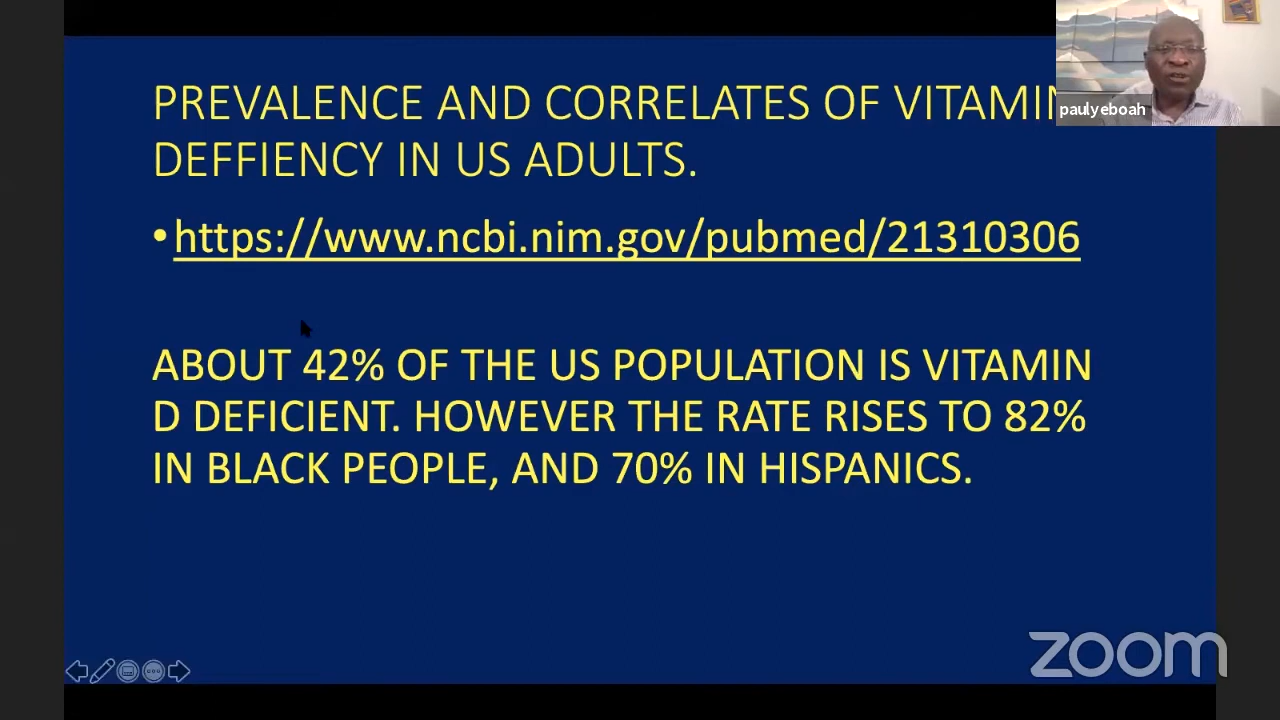 PREVALENCE AND CORRELATES OF VITAMIN
DEFFIENCY IN US ADULTS.
•https://www.ncbi.nim.gov/pubmed/21310306
ABOUT 42% OF THE US POPULATION IS VITAMIN
D DEFICIENT. HOWEVER THE RATE RISES TO 82%
IN BLACK PEOPLE, AND 70% IN HISPANICS.
paulyeboah
zoom